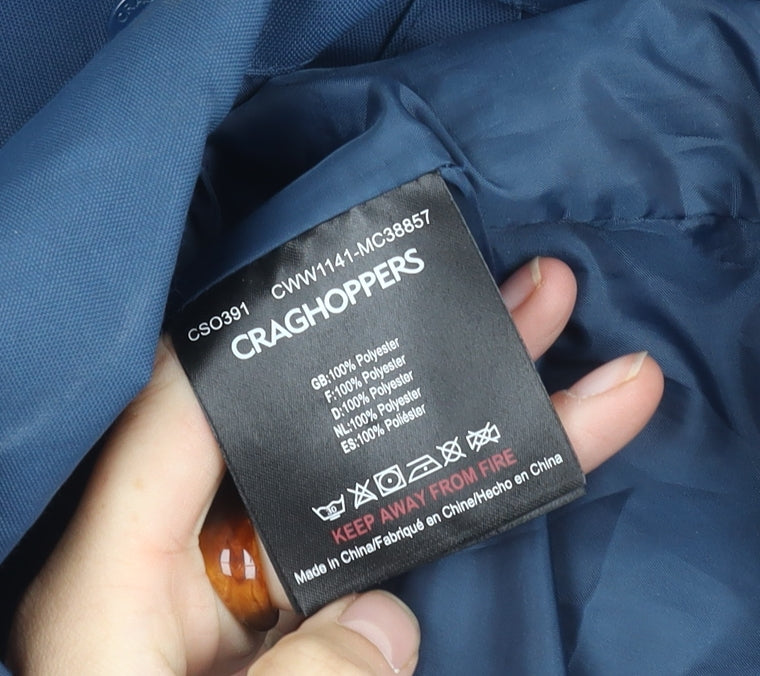 CSO391 CWW1141-MC38857
CRAGHOPPERS
GB:100% Polyester
F:100% Polyester
D:100% Polyester
NL:100% Polyester
ES:100% Poliéster
30
KEEP AWAY FROM FIRE
Made in China/Fabriqué en Chine/Hecho en China